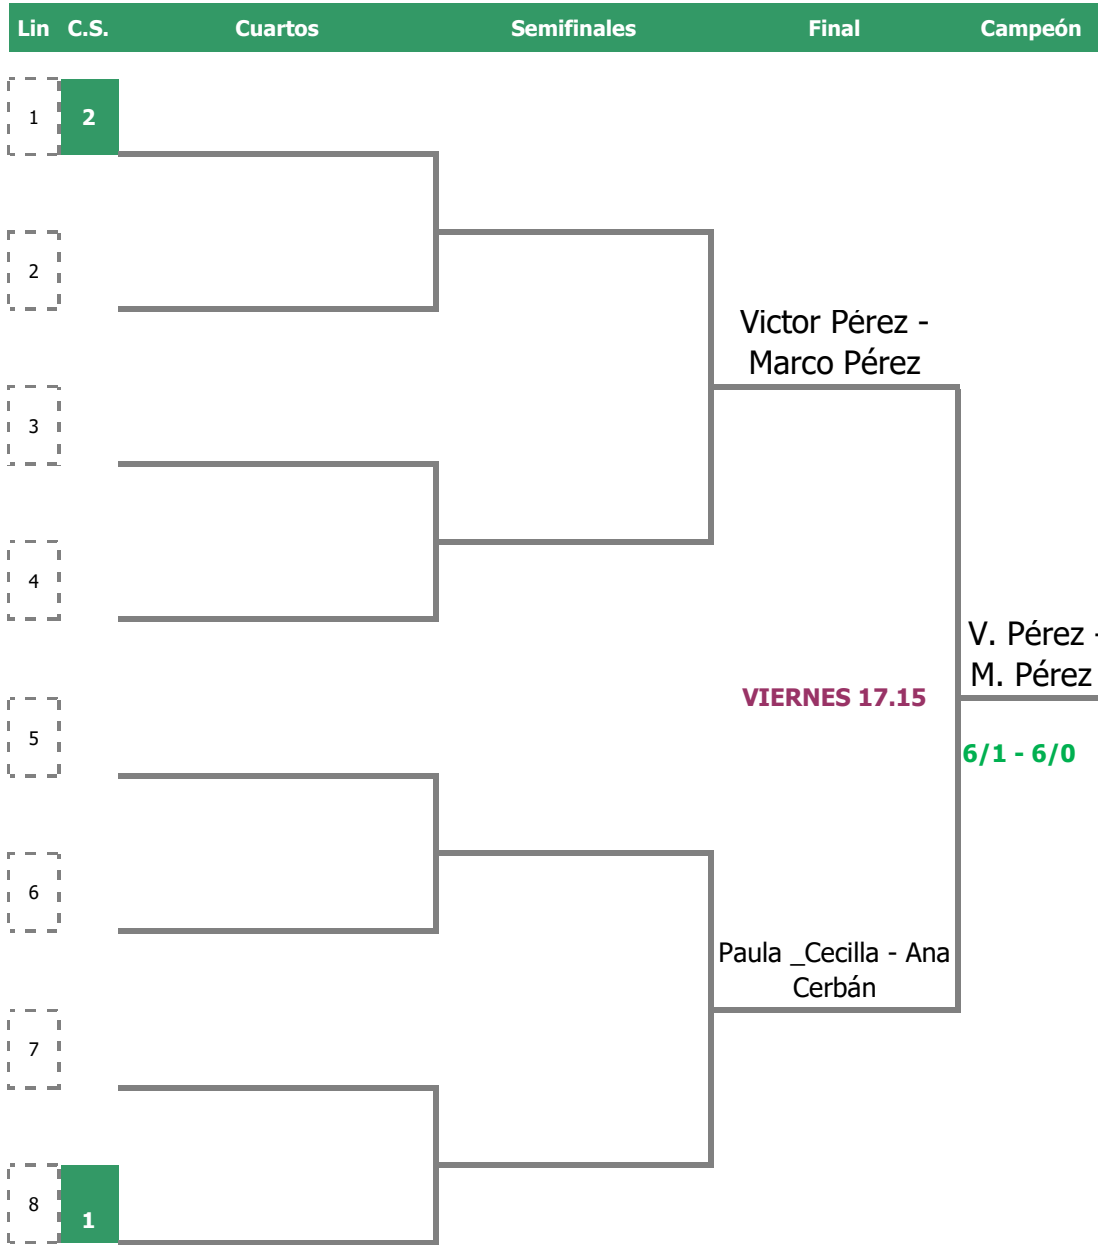 Lin C.S. Cuartos Semifinales Final Campeón
1 2
2
Victor Pérez -
Marco Pérez
3
4
V. Pérez -
M. Pérez
VIERNES 17.15
5
6/1 - 6/0
6
Paula _Cecilla - Ana
Cerbán
7
8
1